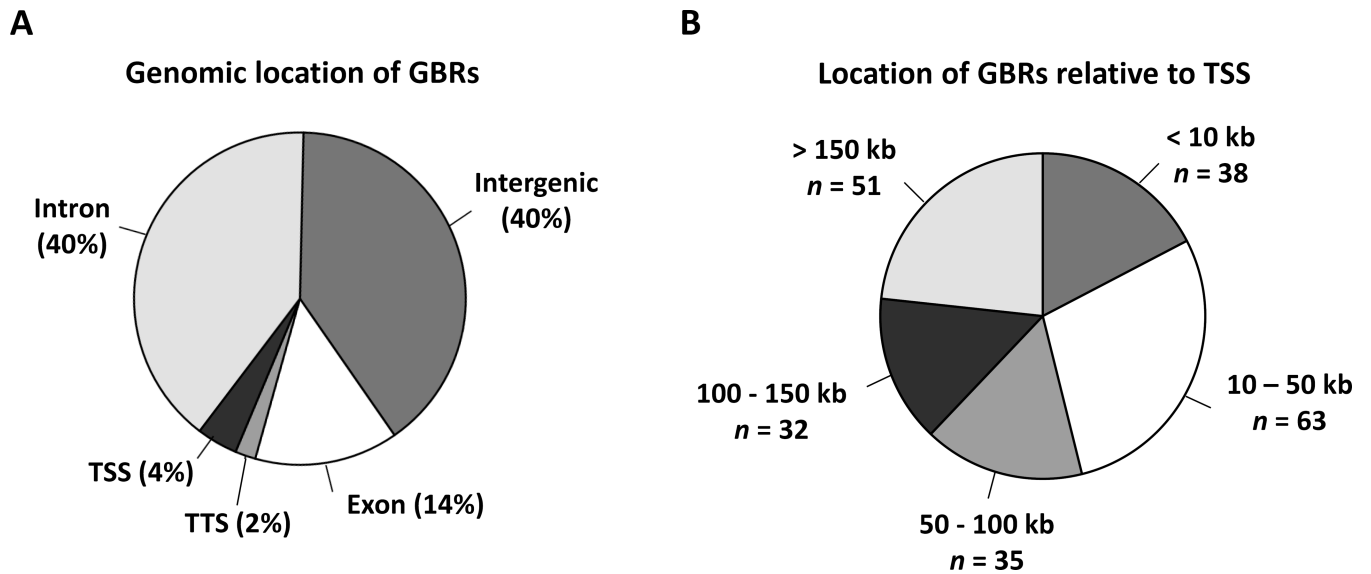 A
Genomic location of GBRs
Intergenic
(40%)
Intron
(40%)
TSS (4%)
TTS (2%)
Exon (14%)
B
Location of GBRs relative to TSS
< 10 kb
n = 38
> 150 kb
n = 51
10 – 50 kb
n = 63
100 - 150 kb
n = 32
50 - 100 kb
n = 35